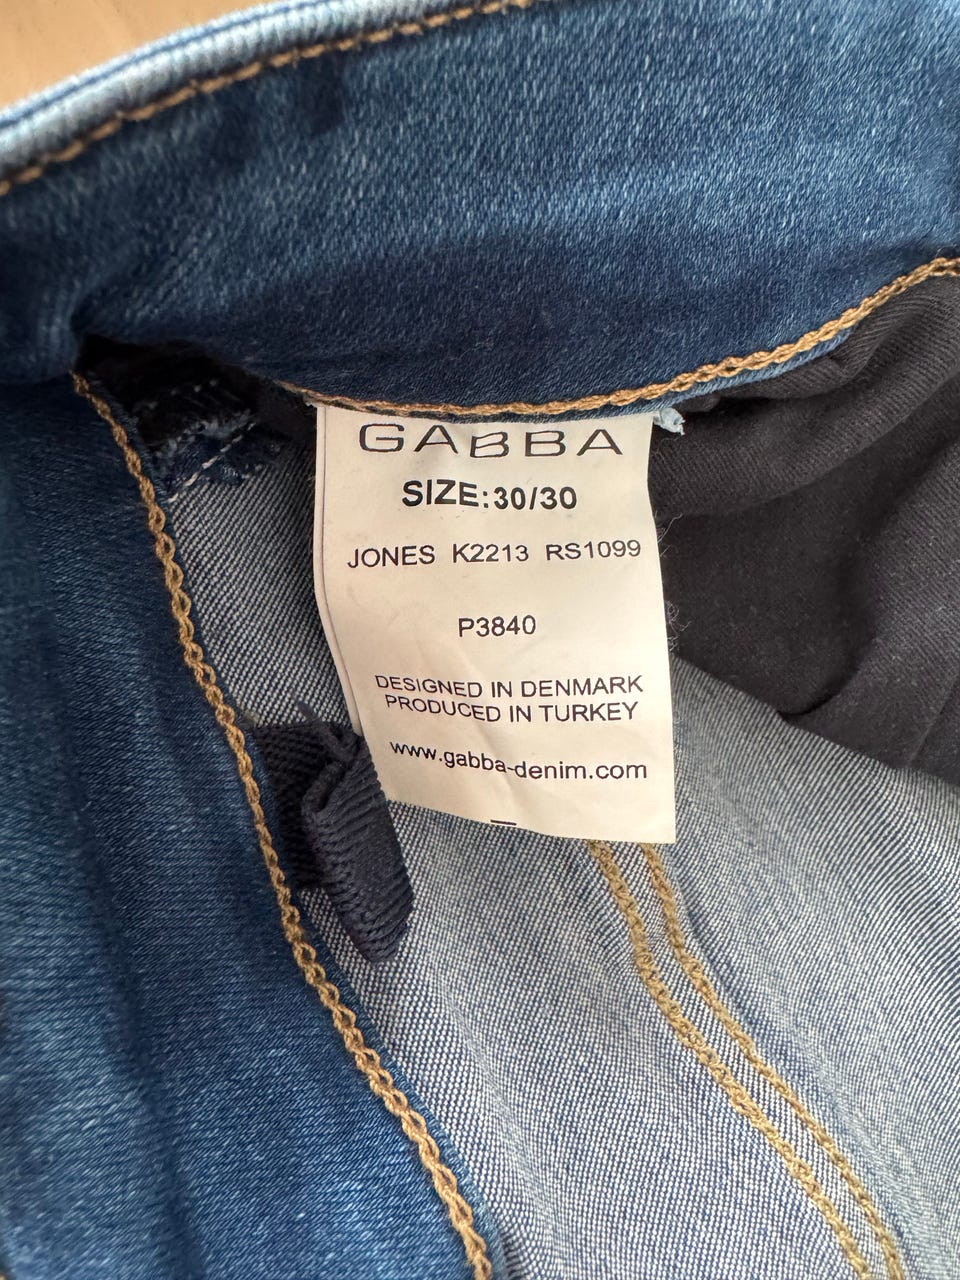 GABBA
SIZE:30/30
JONES K2213 RS1099
P3840
DESIGNED IN DENMARK
PRODUCED IN TURKEY
www.gabba-denim.com